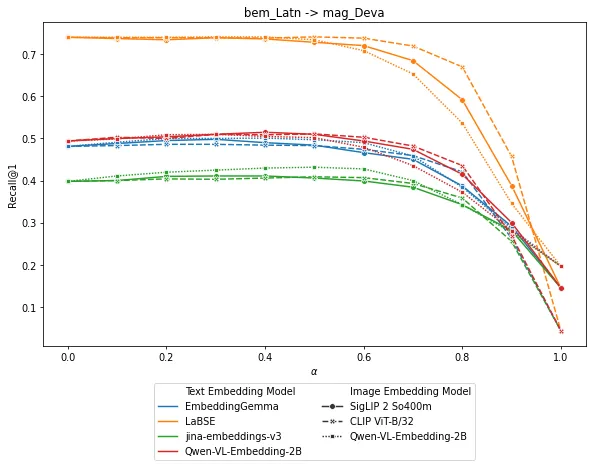 bem_Latn -> mag_Deva
Recall@1
0.7
0.6
0.5
0.4
0.3
0.2
0.1
0.0
0.2
0.4
0.6
0.8
1.0
α
Text Embedding Model
EmbeddingGemma
LaBSE
jina-embeddings-v3
Qwen-VL-Embedding-2B
Image Embedding Model
SigLIP 2 So400m
CLIP ViT-B/32
Qwen-VL-Embedding-2B